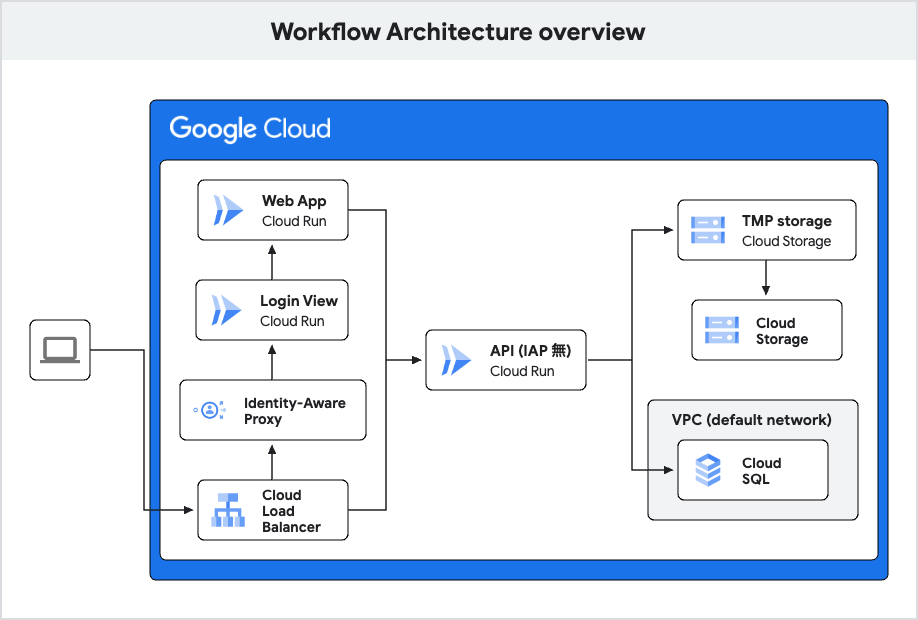 Workflow Architecture overview
Google Cloud
Web App
Cloud Run
Login View
Cloud Run
Identity-Aware
Proxy
Cloud
Load
Balancer
API (IAP 無)
Cloud Run
TMP storage
Cloud Storage
Cloud
Storage
VPC (default network)
Cloud
SQL